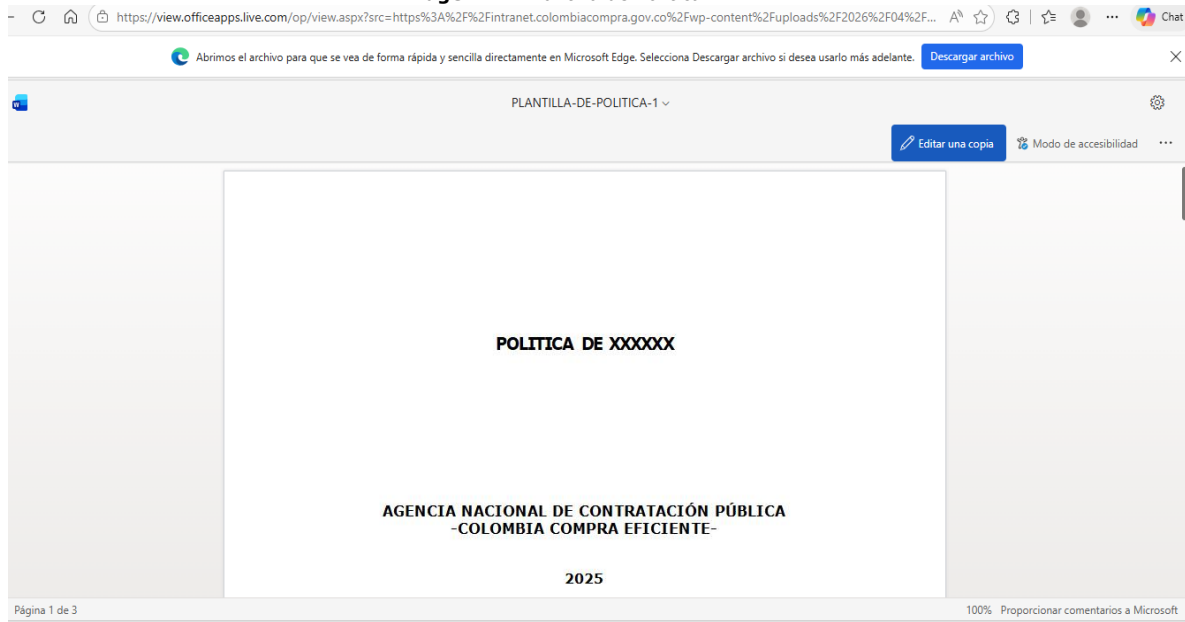 https://view.officeapps.live.com/op/view.aspx?src=https%3A%2F%2Fintranet.colombiacompra.gov.co%2Fwp-content%2Fuploads%2F2026%2F04%2F...
Chat
Abrimos el archivo para que se vea de forma rápida y sencilla directamente en Microsoft Edge. Selecciona Descargar archivo si desea usarlo más adelante.
Descargar archivo
PLANTILLA-DE-POLITICA-1
Editar una copia
Modo de accesibilidad
POLITICA DE XXXXXX
AGENCIA NACIONAL DE CONTRATACIÓN PÚBLICA
-COLOMBIA COMPRA EFICIENTE-
2025
Página 1 de 3
100% Proporcionar comentarios a Microsoft